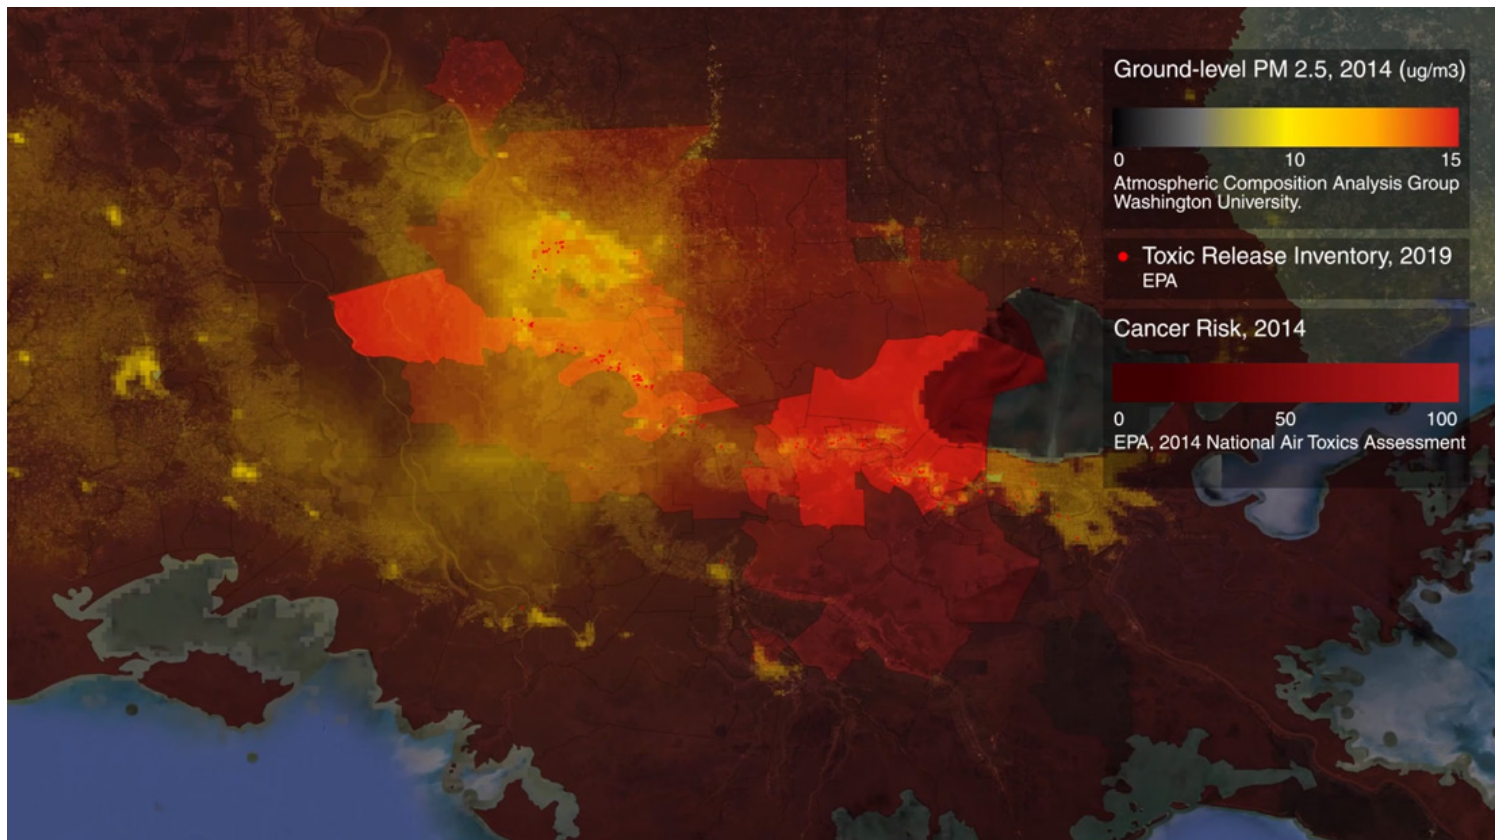 Ground-level PM 2.5, 2014 (ug/m3)
0 10 15
Atmospheric Composition Analysis Group
Washington University.
Toxic Release Inventory, 2019
EPA
Cancer Risk, 2014
0 50 100
EPA, 2014 National Air Toxics Assessment